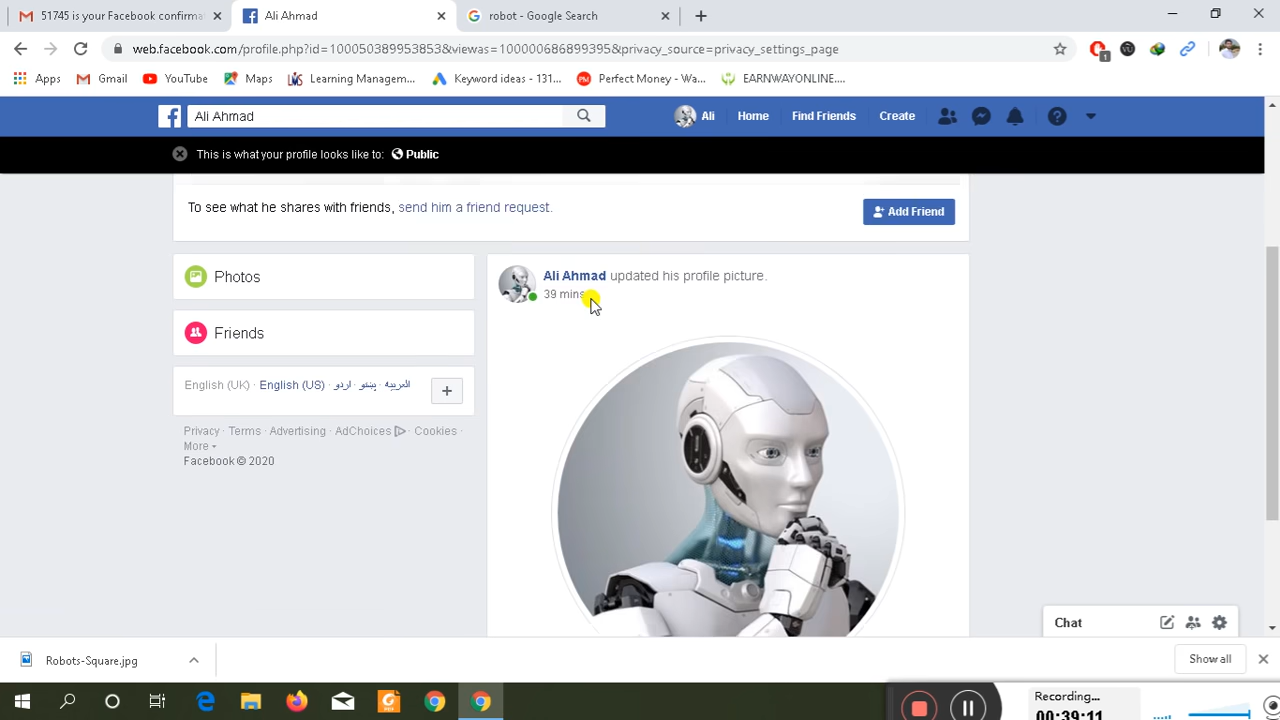 51745 is your Facebook confirma
Ali Ahmad
robot - Google Search
web.facebook.com/profile.php?id=100050389953853&viewas=100000686899395&privacy_source=privacy_settings_page
1
Apps
Gmail
YouTube
Maps
Learning Managem...
Keyword ideas - 131...
Perfect Money - Wa...
EARNWAYONLINE....
Ali Ahmad
Ali
Home
Find Friends
Create
This is what your profile looks like to: Public
To see what he shares with friends, send him a friend request.
Add Friend
Photos
Ali Ahmad updated his profile picture.
39 mins
Friends
English (UK) · English (US) · اردو · پښتو · العربية
Privacy · Terms · Advertising · AdChoices · Cookies ·
More
Facebook © 2020
Chat
Robots-Square.jpg
Show all
Recording...
00:39:11